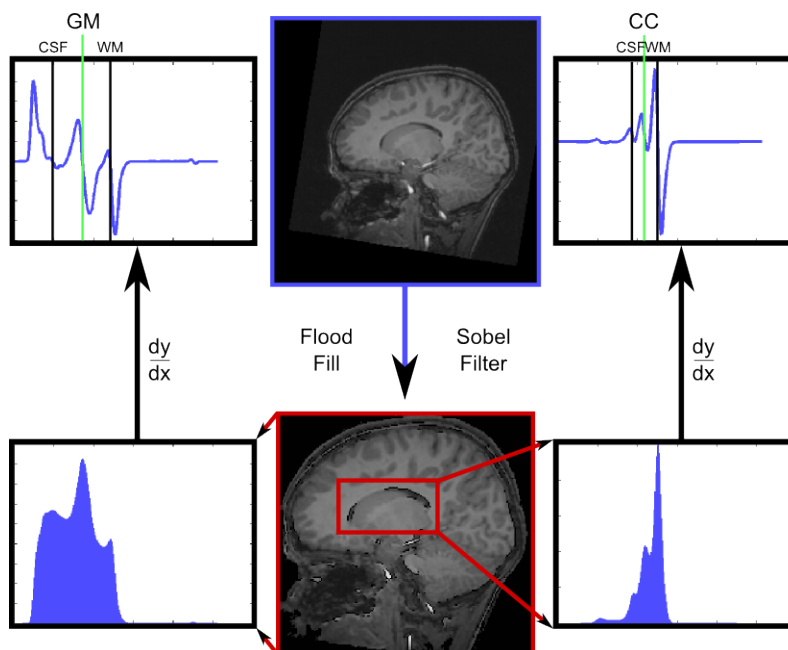 GM
CC
CSF
WM
CSF
WM
Flood
Fill
Sobel
Filter
dy
dx
dy
dx